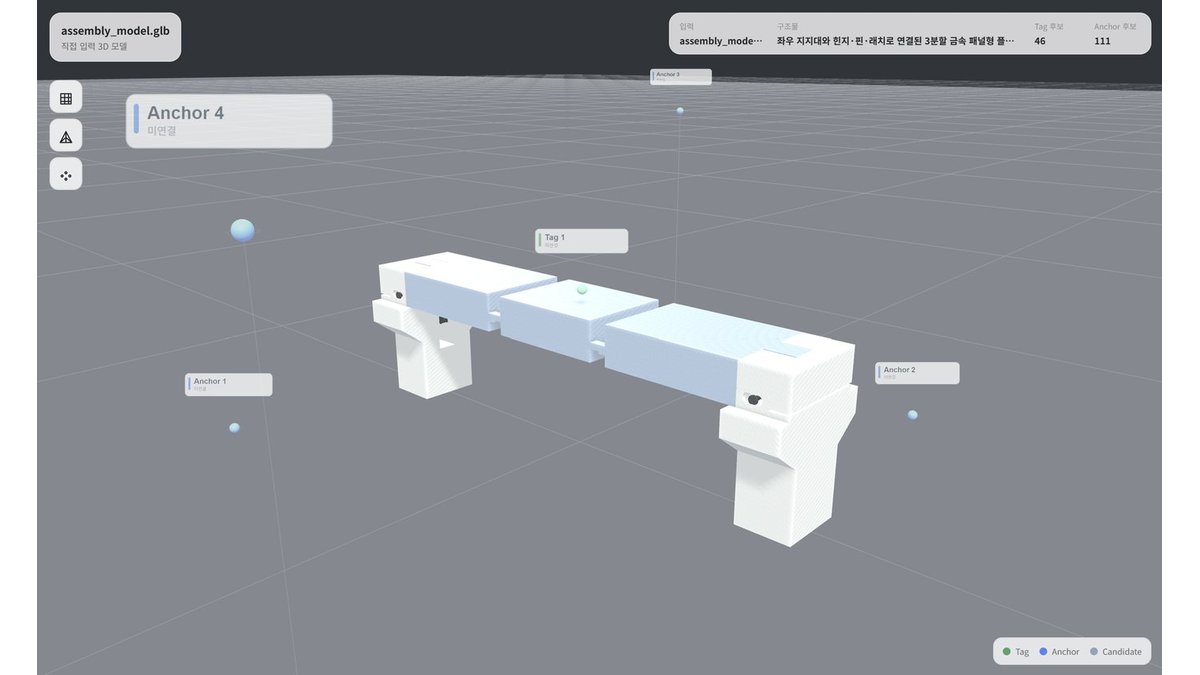 assembly_model.glb
직접 입력 3D 모델
입력
assembly_mode…
구조물
좌우 지지대와 힌지·핀·래치로 연결된 3분할 금속 패널형 플…
Tag 후보
46
Anchor 후보
111
Anchor 3
Anchor 4
미연결
Tag 1
Anchor 1
미연결
Anchor 2
Tag
Anchor
Candidate